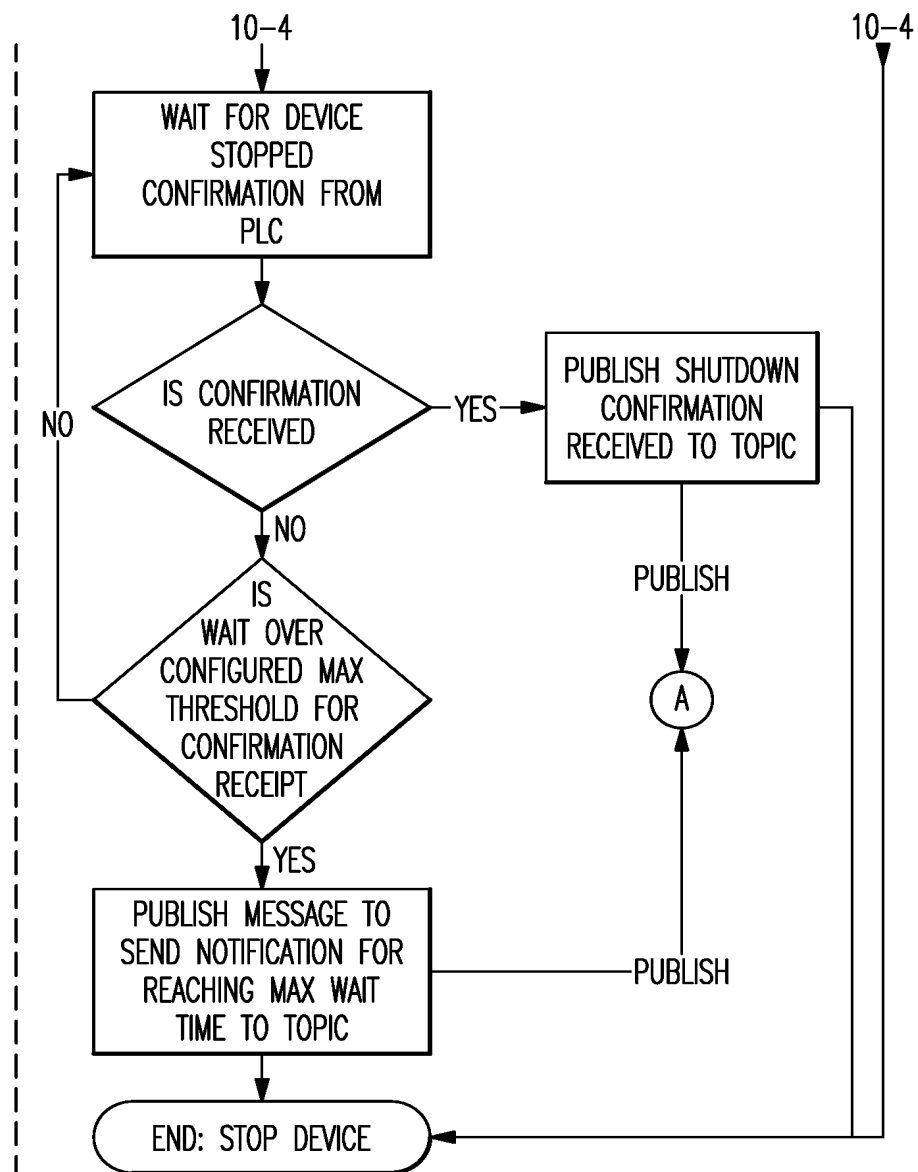 10-4
10-4
WAIT FOR DEVICE
STOPPED
CONFIRMATION FROM
PLC
IS CONFIRMATION
RECEIVED
YES
PUBLISH SHUTDOWN
CONFIRMATION
RECEIVED TO TOPIC
NO
NO
PUBLISH
IS
WAIT OVER
CONFIGURED MAX
THRESHOLD FOR
CONFIRMATION
RECEIPT
A
YES
PUBLISH MESSAGE TO
SEND NOTIFICATION FOR
REACHING MAX WAIT
TIME TO TOPIC
PUBLISH
END: STOP DEVICE